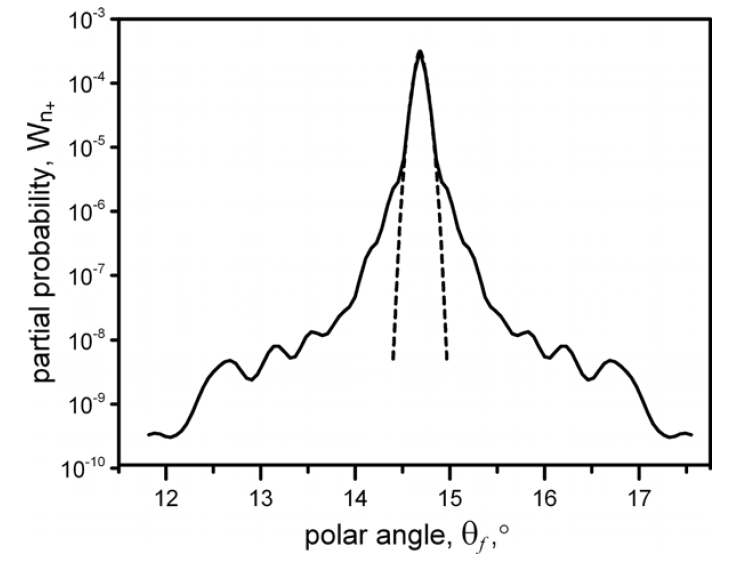 10⁻³
10⁻⁴
10⁻⁵
10⁻⁶
10⁻⁷
10⁻⁸
10⁻⁹
10⁻¹⁰
partial probability, Wₙ₊
12 13 14 15 16 17
polar angle, θ_f,°